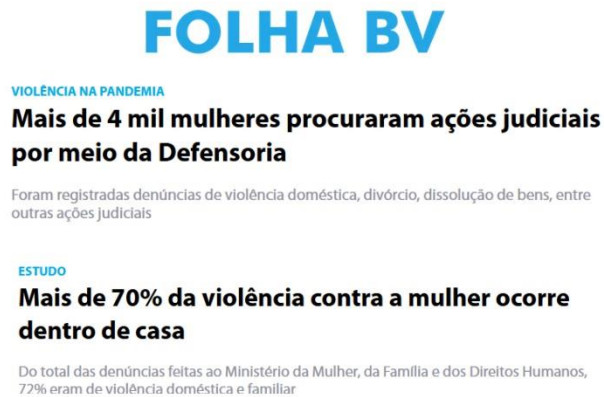 FOLHA BV
VIOLÊNCIA NA PANDEMIA
Mais de 4 mil mulheres procuraram ações judiciais
por meio da Defensoria
Foram registradas denúncias de violência doméstica, divórcio, dissolução de bens, entre
outras ações judiciais
ESTUDO
Mais de 70% da violência contra a mulher ocorre
dentro de casa
Do total das denúncias feitas ao Ministério da Mulher, da Família e dos Direitos Humanos,
72% eram de violência doméstica e familiar